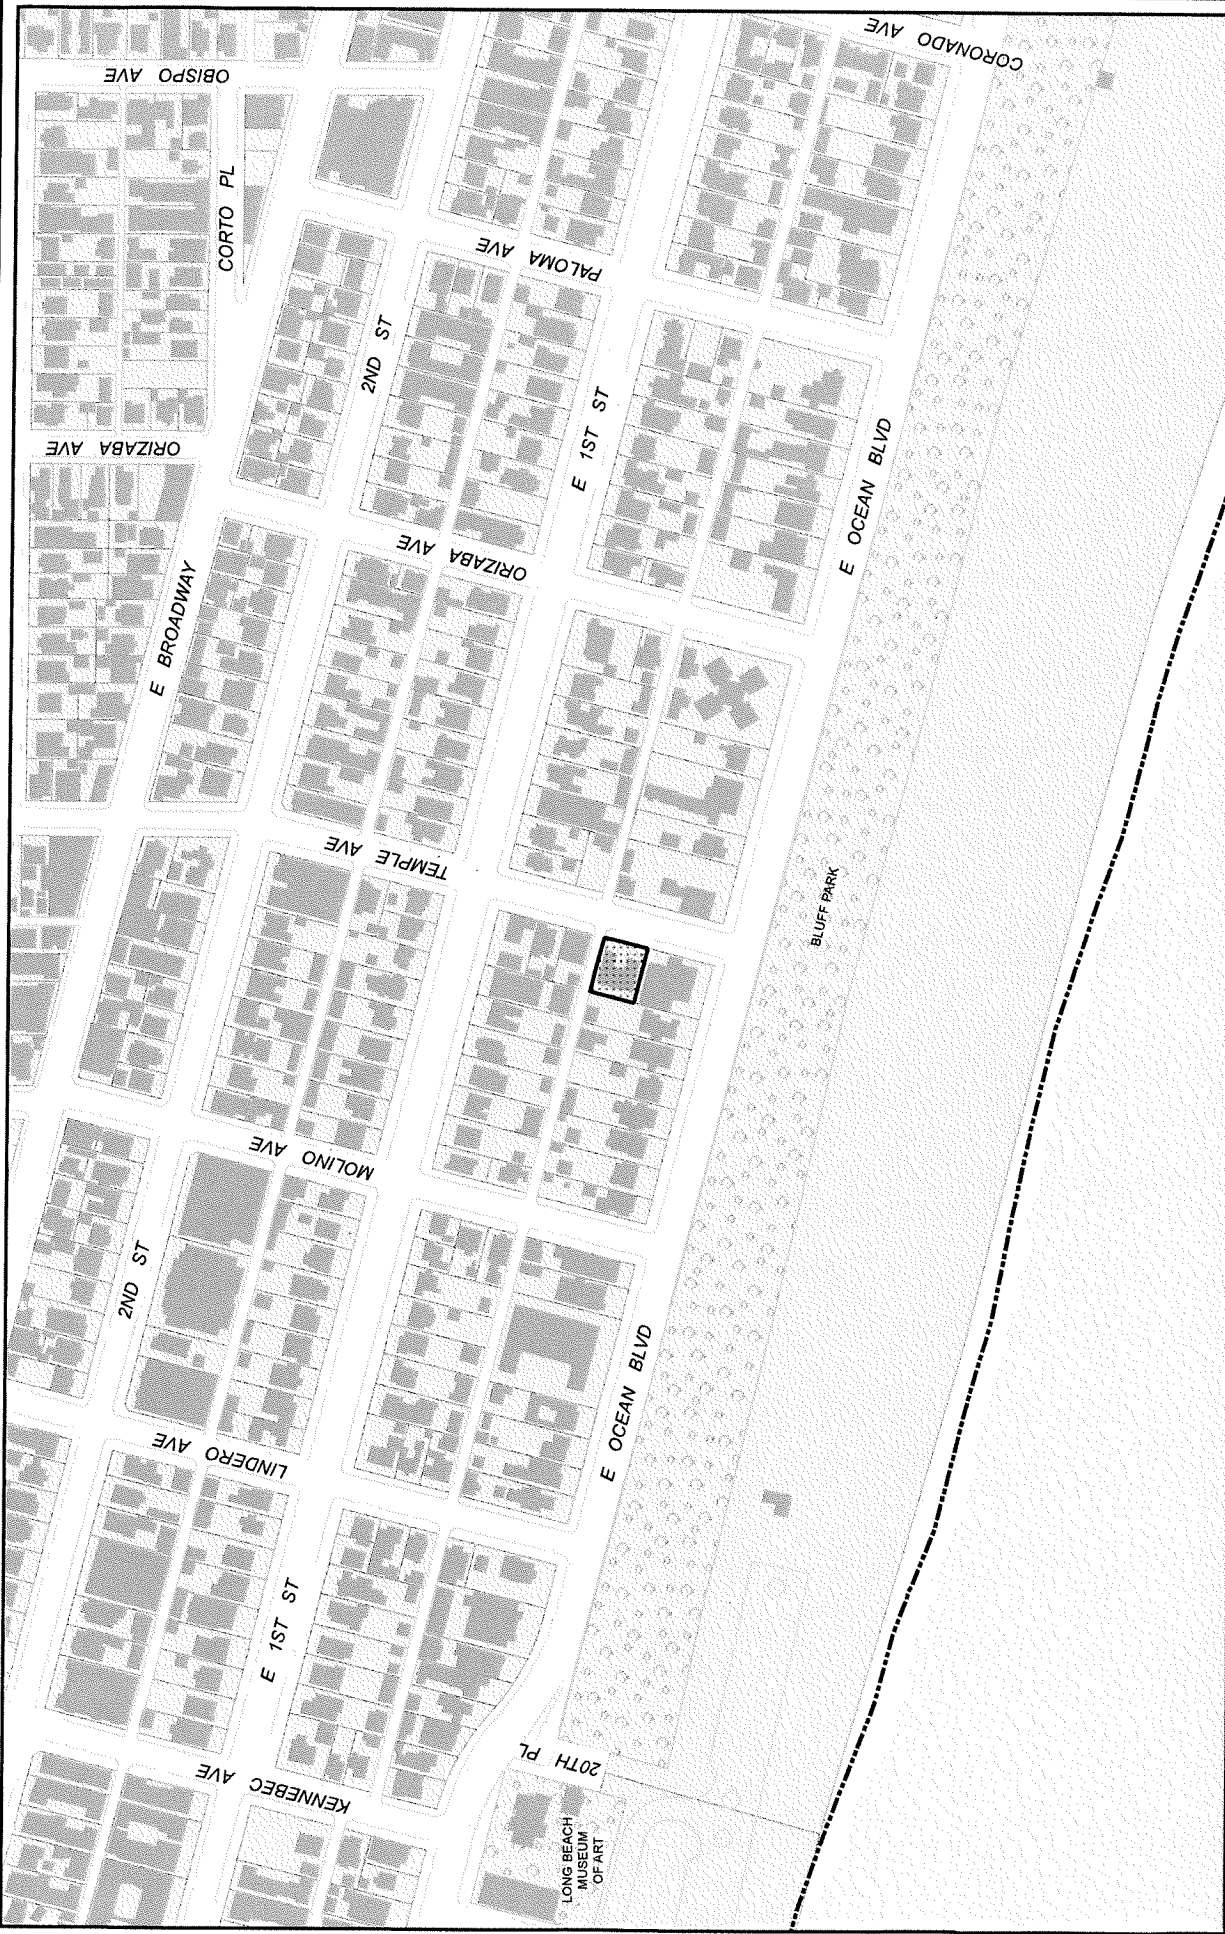 OBISPO AVE
CORONADO AVE
CORTO PL
PALOMA AVE
2ND ST
E 1ST ST
E OCEAN BLVD
ORIZABA AVE
ORIZABA AVE
E BROADWAY
TEMPLE AVE
BLUFF PARK
MOLINO AVE
2ND ST
E OCEAN BLVD
LINDERO AVE
E 1ST ST
20TH PL
KENNEBEC AVE
LONG BEACH
MUSEUM
OF ART